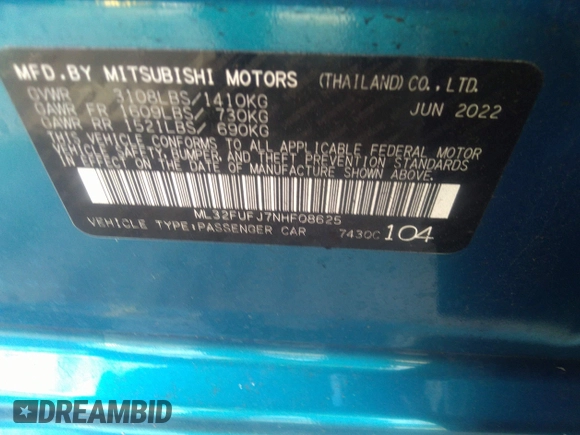 MFD.BY MITSUBISHI MOTORS (THAILAND)CO.,LTD.
GVWR 3108LBS/1410KG JUN 2022
GAWR FR 1609LBS/ 730KG
GAWR RR 1521LBS/ 690KG
THIS VEHICLE CONFORMS TO ALL APPLICABLE FEDERAL MOTOR
VEHICLE SAFETY,BUMPER, AND THEFT PREVENTION STANDARDS
IN EFFECT ON THE DATE OF MANUFACTURE SHOWN ABOVE.
ML32FUFJ7NHF08625
VEHICLE TYPE:PASSENGER CAR 7430C 104
DREAMBID